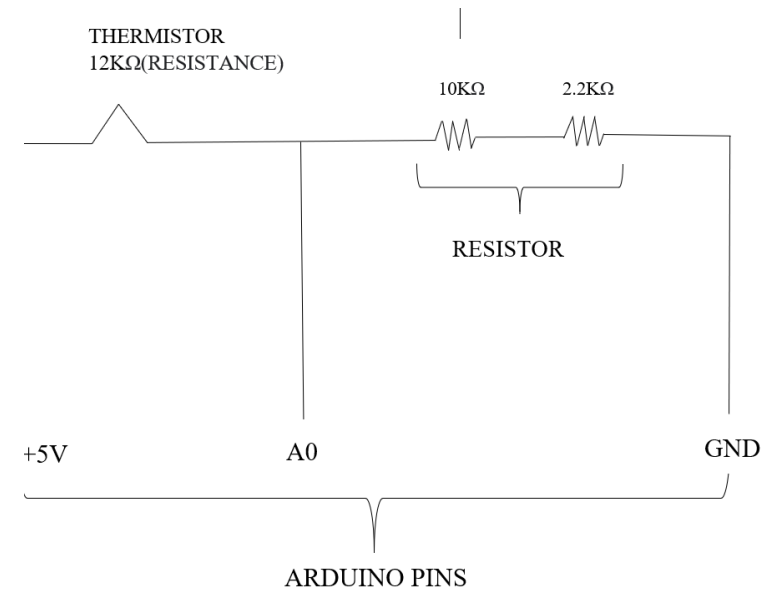 THERMISTOR
12KΩ(RESISTANCE)
10KΩ
2.2KΩ
RESISTOR
+5V
A0
GND
ARDUINO PINS